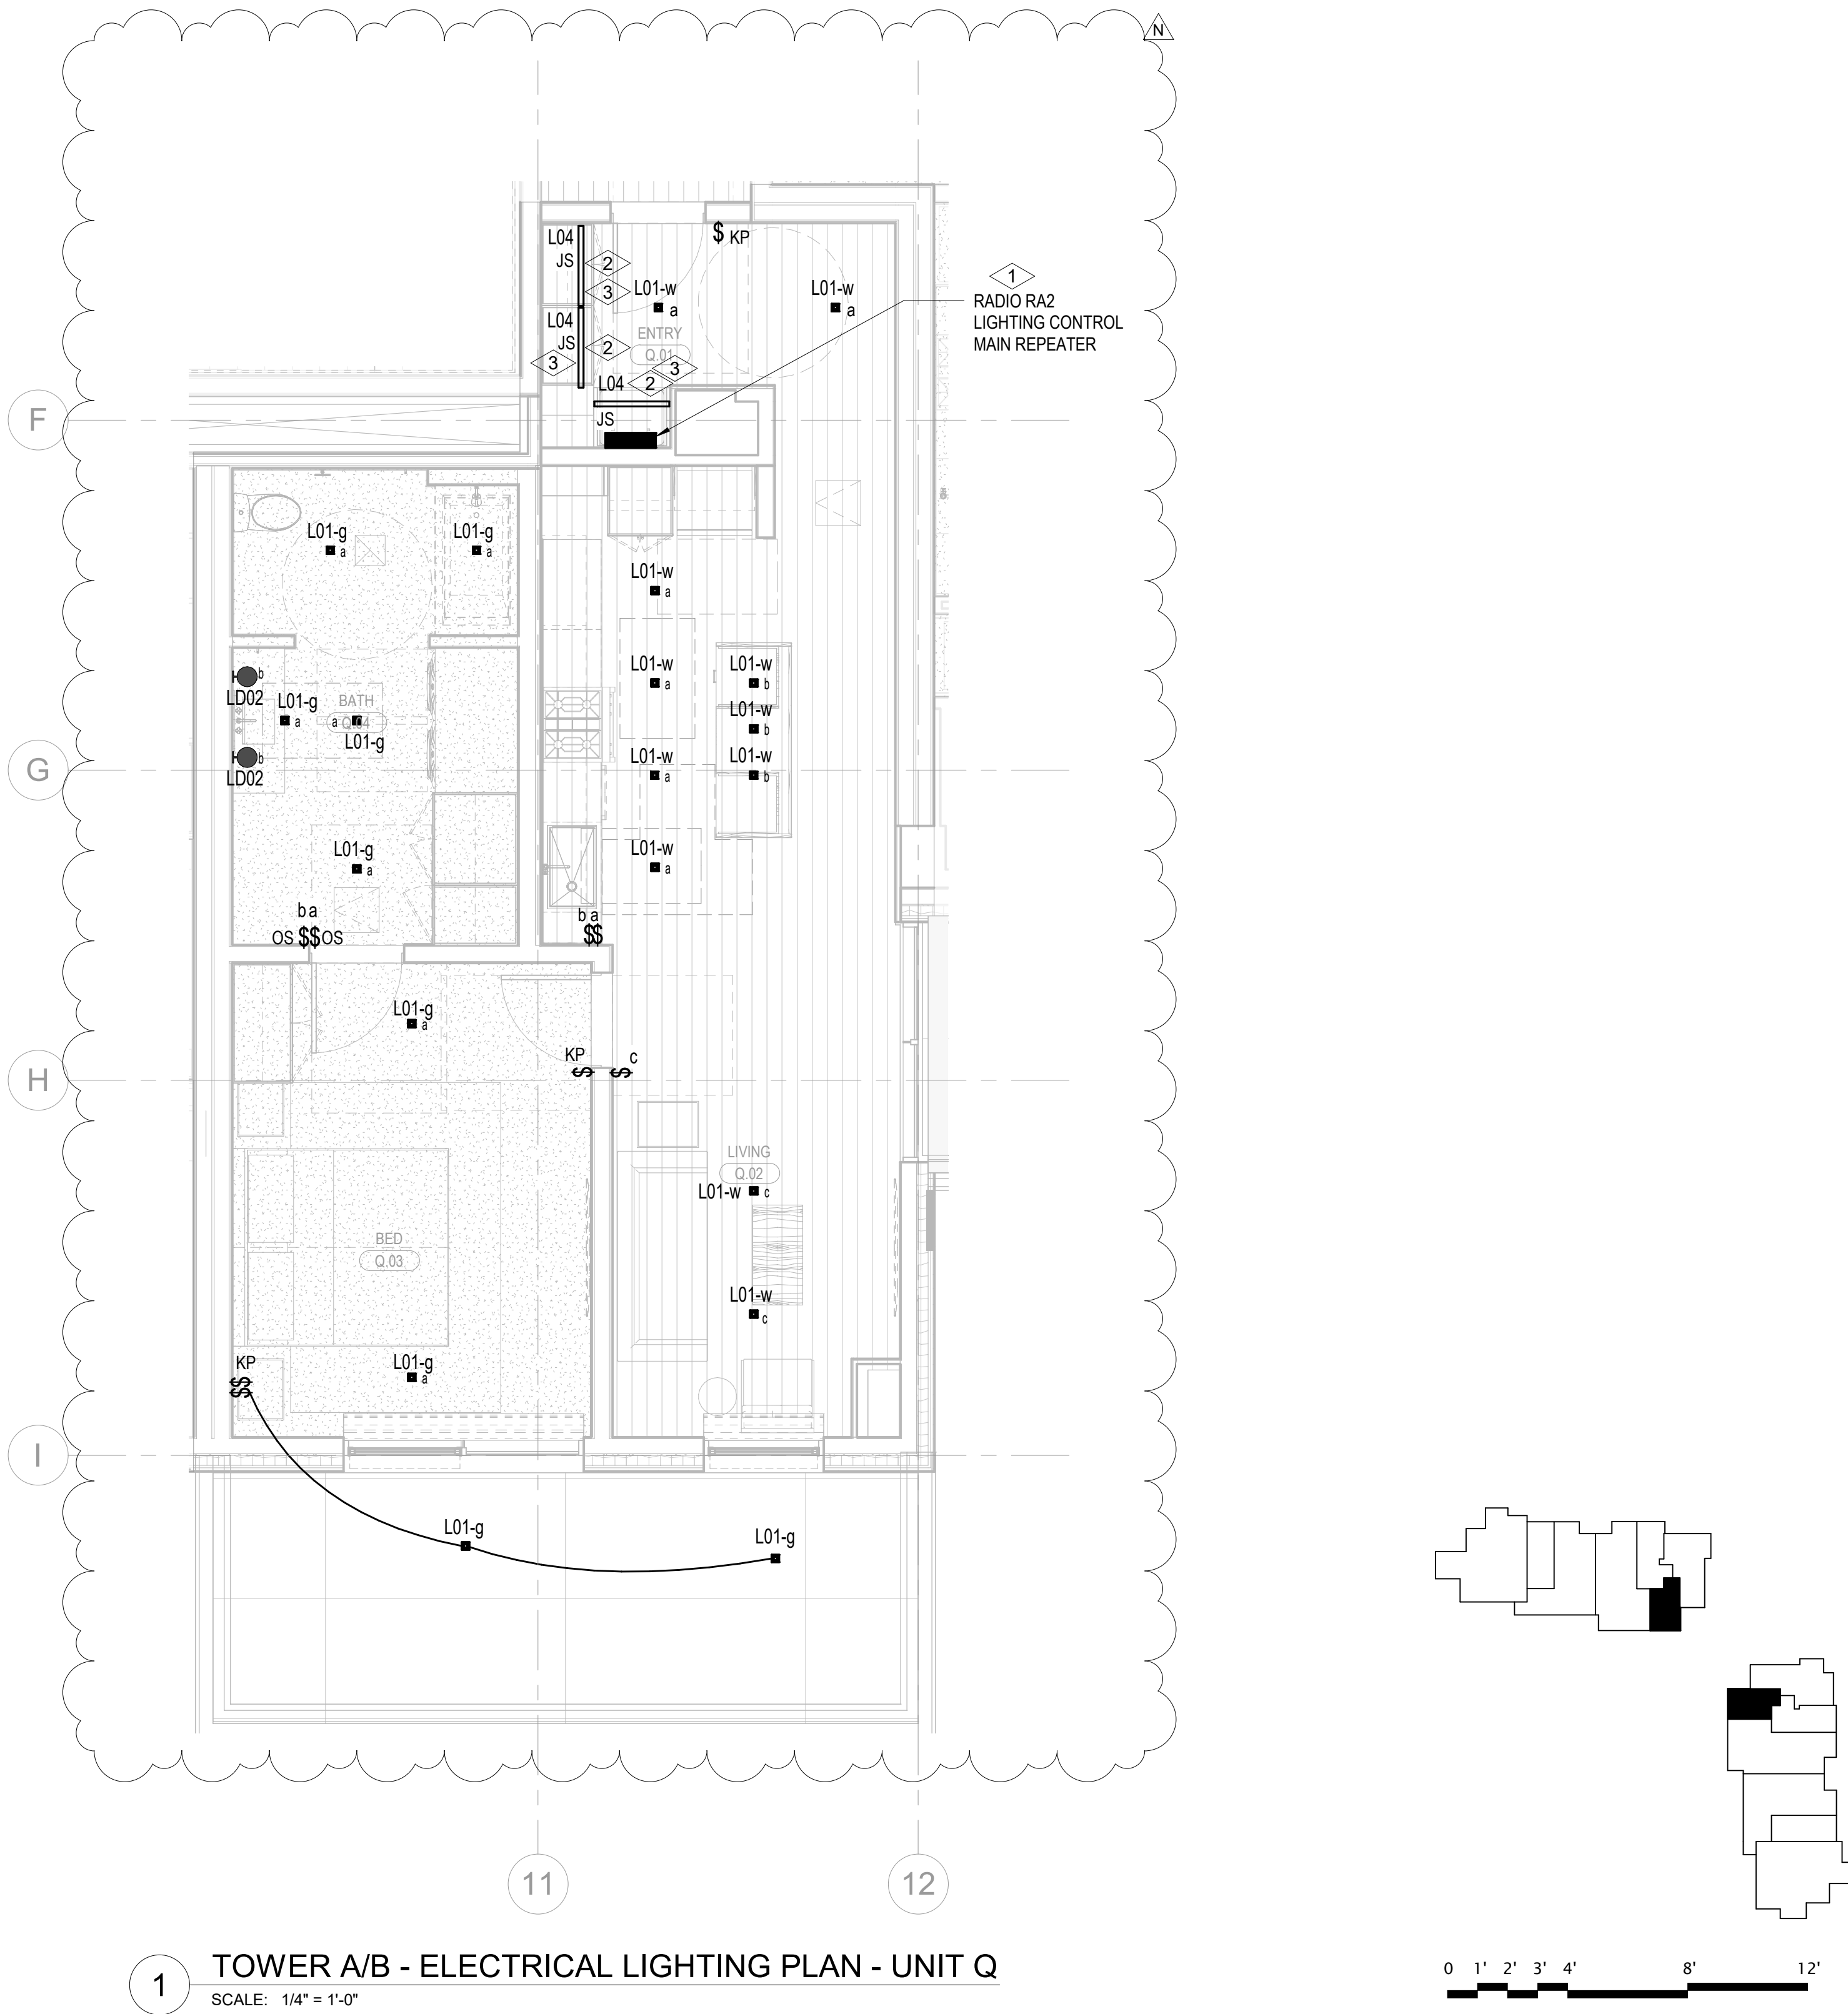 N
L04
JS
2
3
$ KP
L01-w
a
L01-w
a
1
RADIO RA2
LIGHTING CONTROL
MAIN REPEATER
L04
JS
2
3
ENTRY
Q.01
3
L04
2
JS
F
L01-g
a
L01-g
a
L01-w
a
b
LD02
L01-g
a
BATH
Q.04
a
L01-g
b
LD02
L01-w
a
L01-w
b
L01-w
b
L01-w
a
L01-w
b
G
L01-g
a
L01-w
a
b a
OS $$ OS
b a
$$
L01-g
a
KP
$
c
$
H
LIVING
Q.02
L01-w
c
BED
Q.03
L01-w
c
KP
$$
L01-g
a
I
L01-g
L01-g
11
12
1
TOWER A/B - ELECTRICAL LIGHTING PLAN - UNIT Q
SCALE: 1/4" = 1'-0"
0 1' 2' 3' 4' 8' 12'